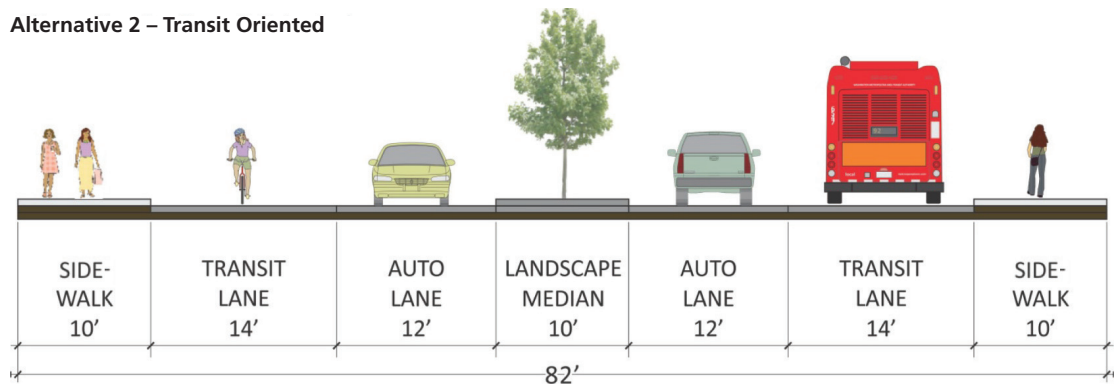 Alternative 2 – Transit Oriented
SIDE-
WALK
10’
TRANSIT
LANE
14’
AUTO
LANE
12’
LANDSCAPE
MEDIAN
10’
AUTO
LANE
12’
TRANSIT
LANE
14’
SIDE-
WALK
10’
82’